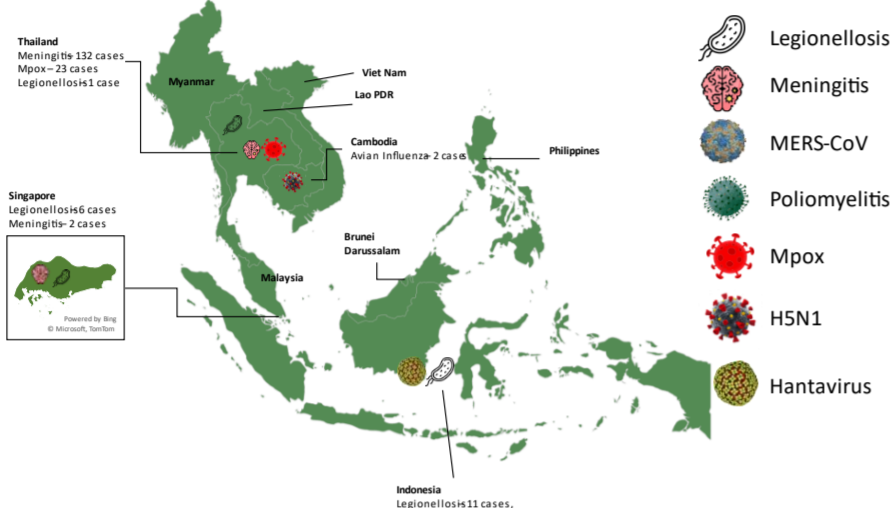 Thailand
Meningitis– 132 cases
Mpox – 23 cases
Legionellosis– 1 case
Myanmar
Viet Nam
Lao PDR
Cambodia
Avian Influenza– 2 cases
Philippines
Singapore
Legionellosis– 6 cases
Meningitis– 2 cases
Powered by Bing
© Microsoft, TomTom
Brunei
Darussalam
Malaysia
Indonesia
Legionellosis– 11 cases,
Legionellosis
Meningitis
MERS-CoV
Poliomyelitis
Mpox
H5N1
Hantavirus